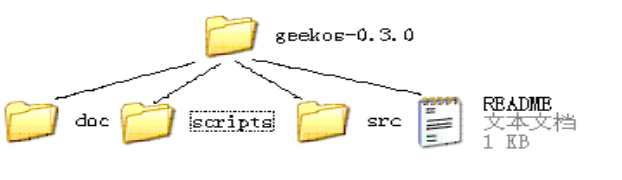 geekos-0.3.0
doc
scripts
src
README
文本文档
1 KB